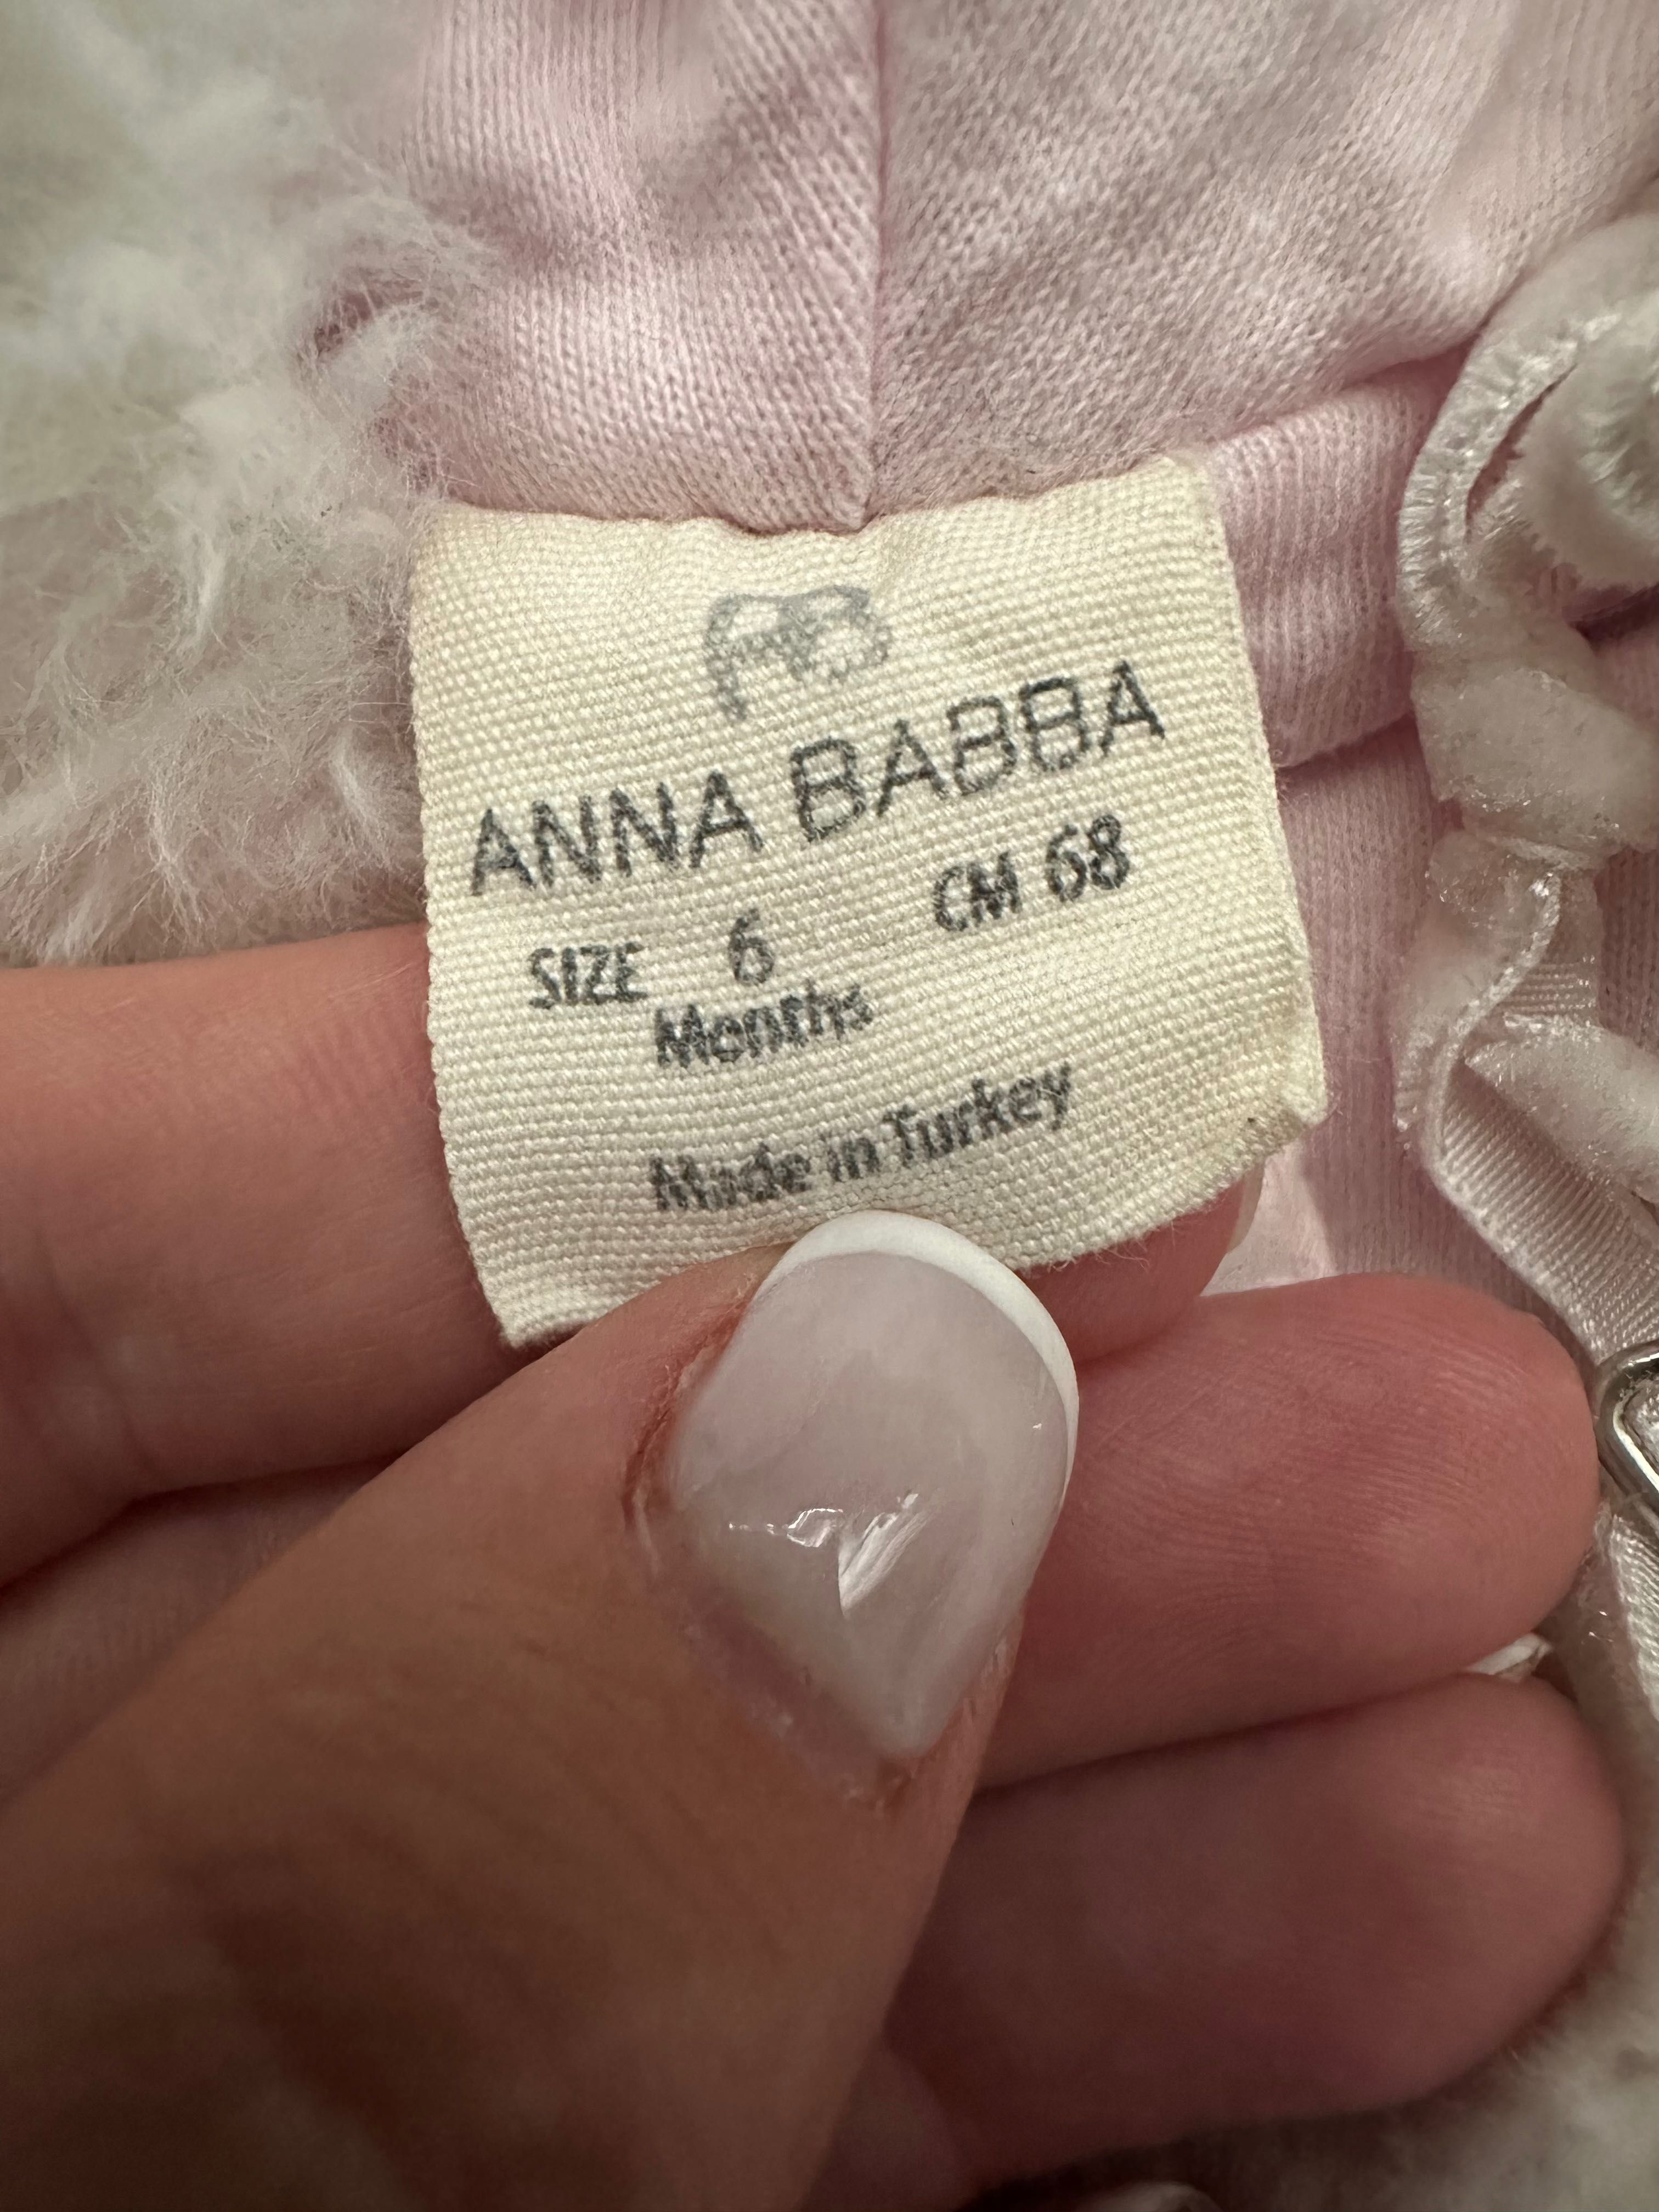 ANNA BABBA
SIZE 6 CM 68
Months
Made in Turkey